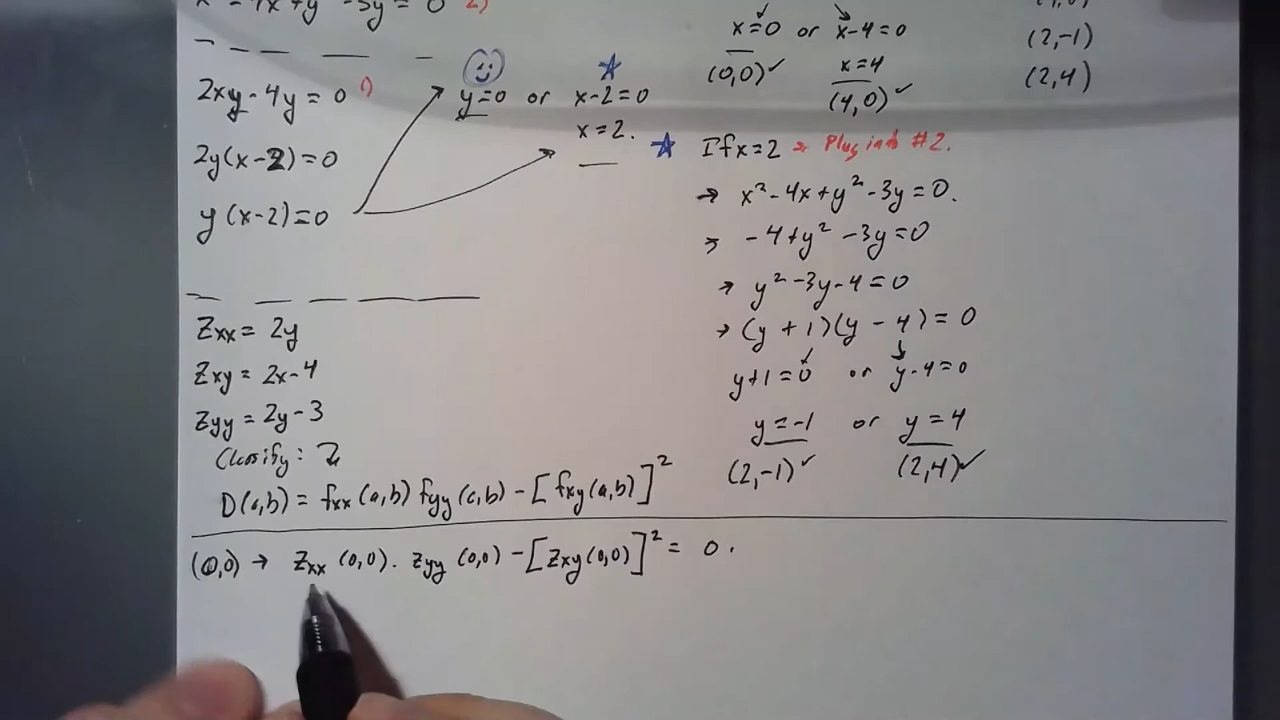 x² - 4x + y² - 3y = 0 2)
2xy - 4y = 0 1)
2y(x-2) = 0
y(x-2) = 0
y = 0 or x-2=0
x = 2.
x=0 or x-4=0
(0,0) ✓
x=4
(4,0) ✓
(2,-1)
(2,4)
If x=2 → Plug into #2.
→ x² - 4x + y² - 3y = 0.
→ -4 + y² - 3y = 0
→ y² - 3y - 4 = 0
→ (y + 1)(y - 4) = 0
y+1 = 0 or y-4=0
y = -1 or y = 4
(2,-1) ✓ (2,4) ✓
Zxx = 2y
Zxy = 2x-4
Zyy = 2y-3
Classify:
D(a,b) = fxx(a,b) fyy(a,b) - [fxy(a,b)]²
(0,0) → Zxx (0,0) · Zyy (0,0) - [Zxy(0,0)]² = 0 .